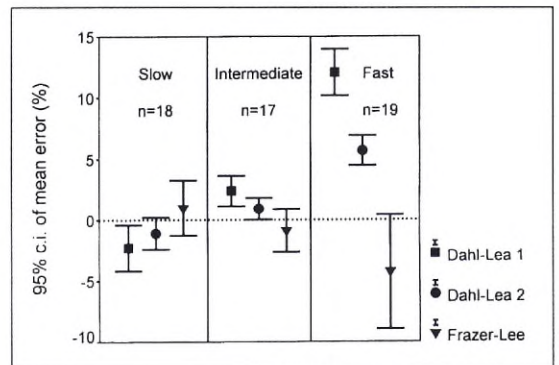 95% c.i. of mean error (%)
15
10
5
0
-5
-10
Slow
Intermediate
Fast
n=18
n=17
n=19
Dahl-Lea 1
Dahl-Lea 2
Frazer-Lee